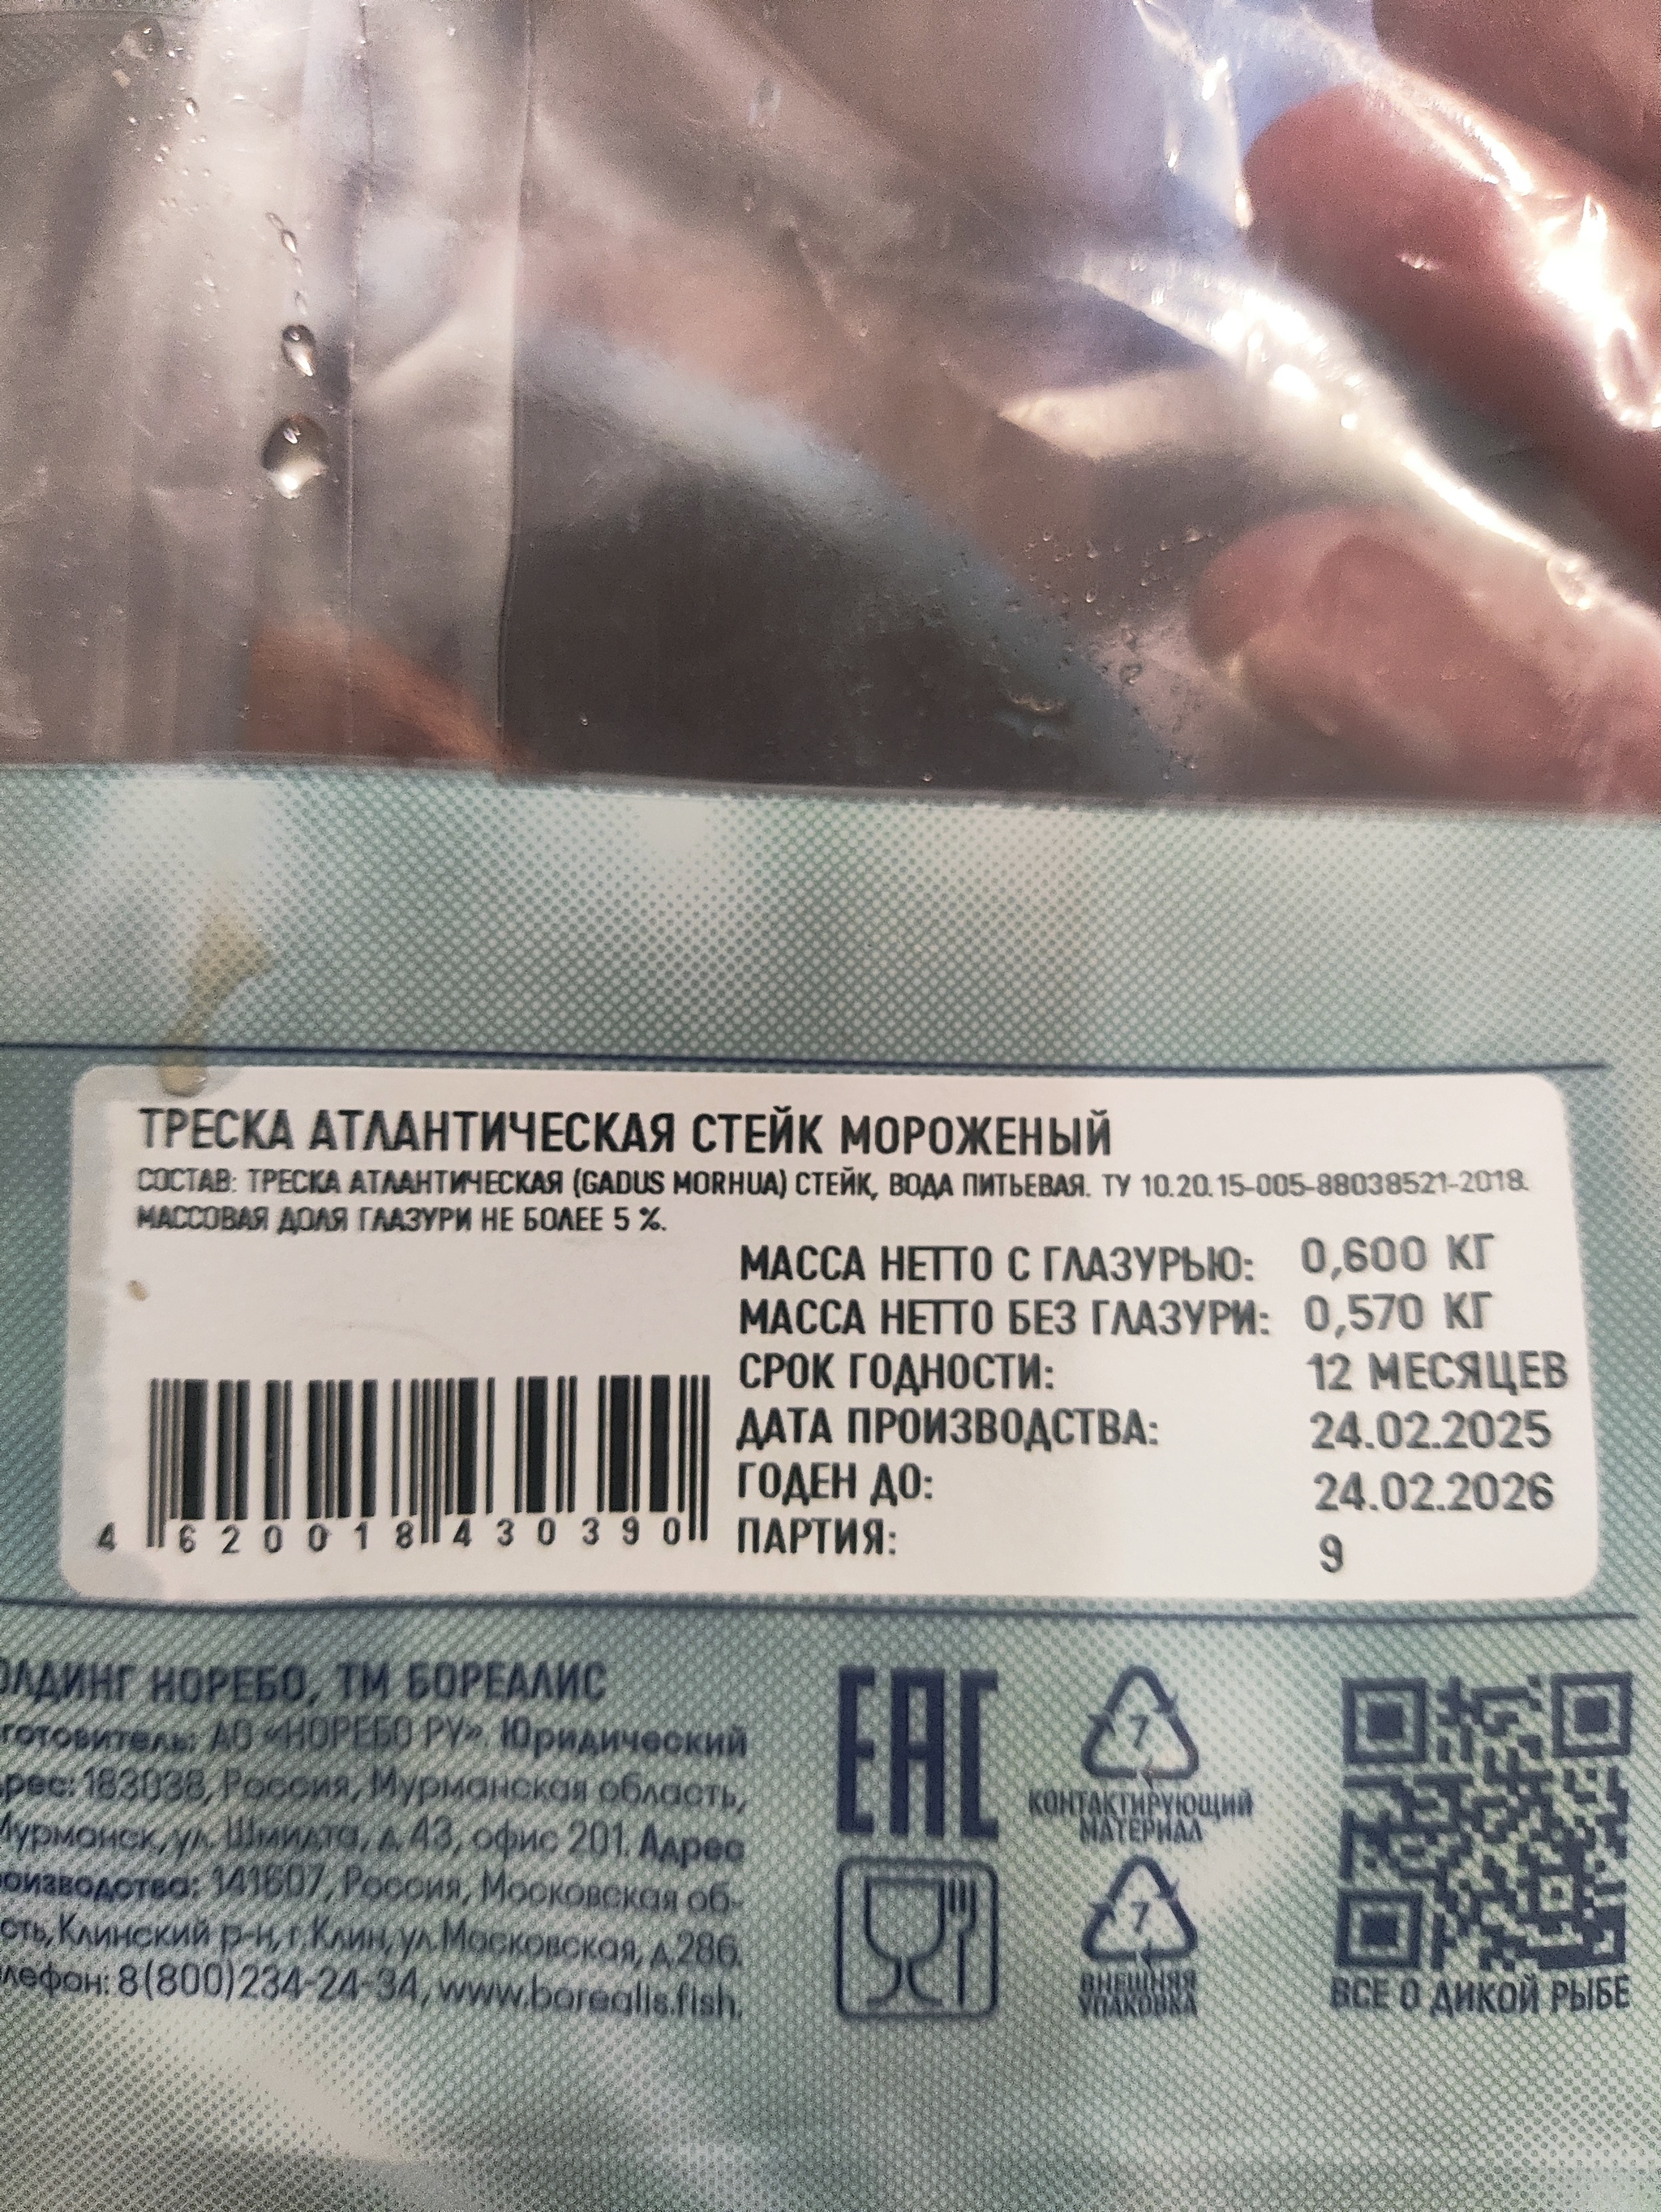 ТРЕСКА АТЛАНТИЧЕСКАЯ СТЕЙК МОРОЖЕНЫЙ
СОСТАВ: ТРЕСКА АТЛАНТИЧЕСКАЯ (GADUS MORHUA) СТЕЙК, ВОДА ПИТЬЕВАЯ. ТУ 10.20.15-005-88038521-2018.
МАССОВАЯ ДОЛЯ ГЛАЗУРИ НЕ БОЛЕЕ 5 %.
МАССА НЕТТО С ГЛАЗУРЬЮ: 0,600 КГ
МАССА НЕТТО БЕЗ ГЛАЗУРИ: 0,570 КГ
СРОК ГОДНОСТИ: 12 МЕСЯЦЕВ
ДАТА ПРОИЗВОДСТВА: 24.02.2025
ГОДЕН ДО: 24.02.2026
ПАРТИЯ: 9
4 620018 430390
ОЛДИНГ НОРЕБО, ТМ БОРЕАЛИС
готовитель: АО «НОРЕБО РУ». Юридический
рес: 183038, Россия, Мурманская область,
Мурманск, ул. Шмидта, д. 43, офис 201. Адрес
оизводства: 141607, Россия, Московская об-
сть, Клинский р-н, г. Клин, ул. Московская, д. 28б.
лефон: 8(800)234-24-34, www.borealis.fish.
EAC
7
КОНТАКТИРУЮЩИЙ
МАТЕРИАЛ
7
ВНЕШНЯЯ
УПАКОВКА
ВСЕ О ДИКОЙ РЫБЕ